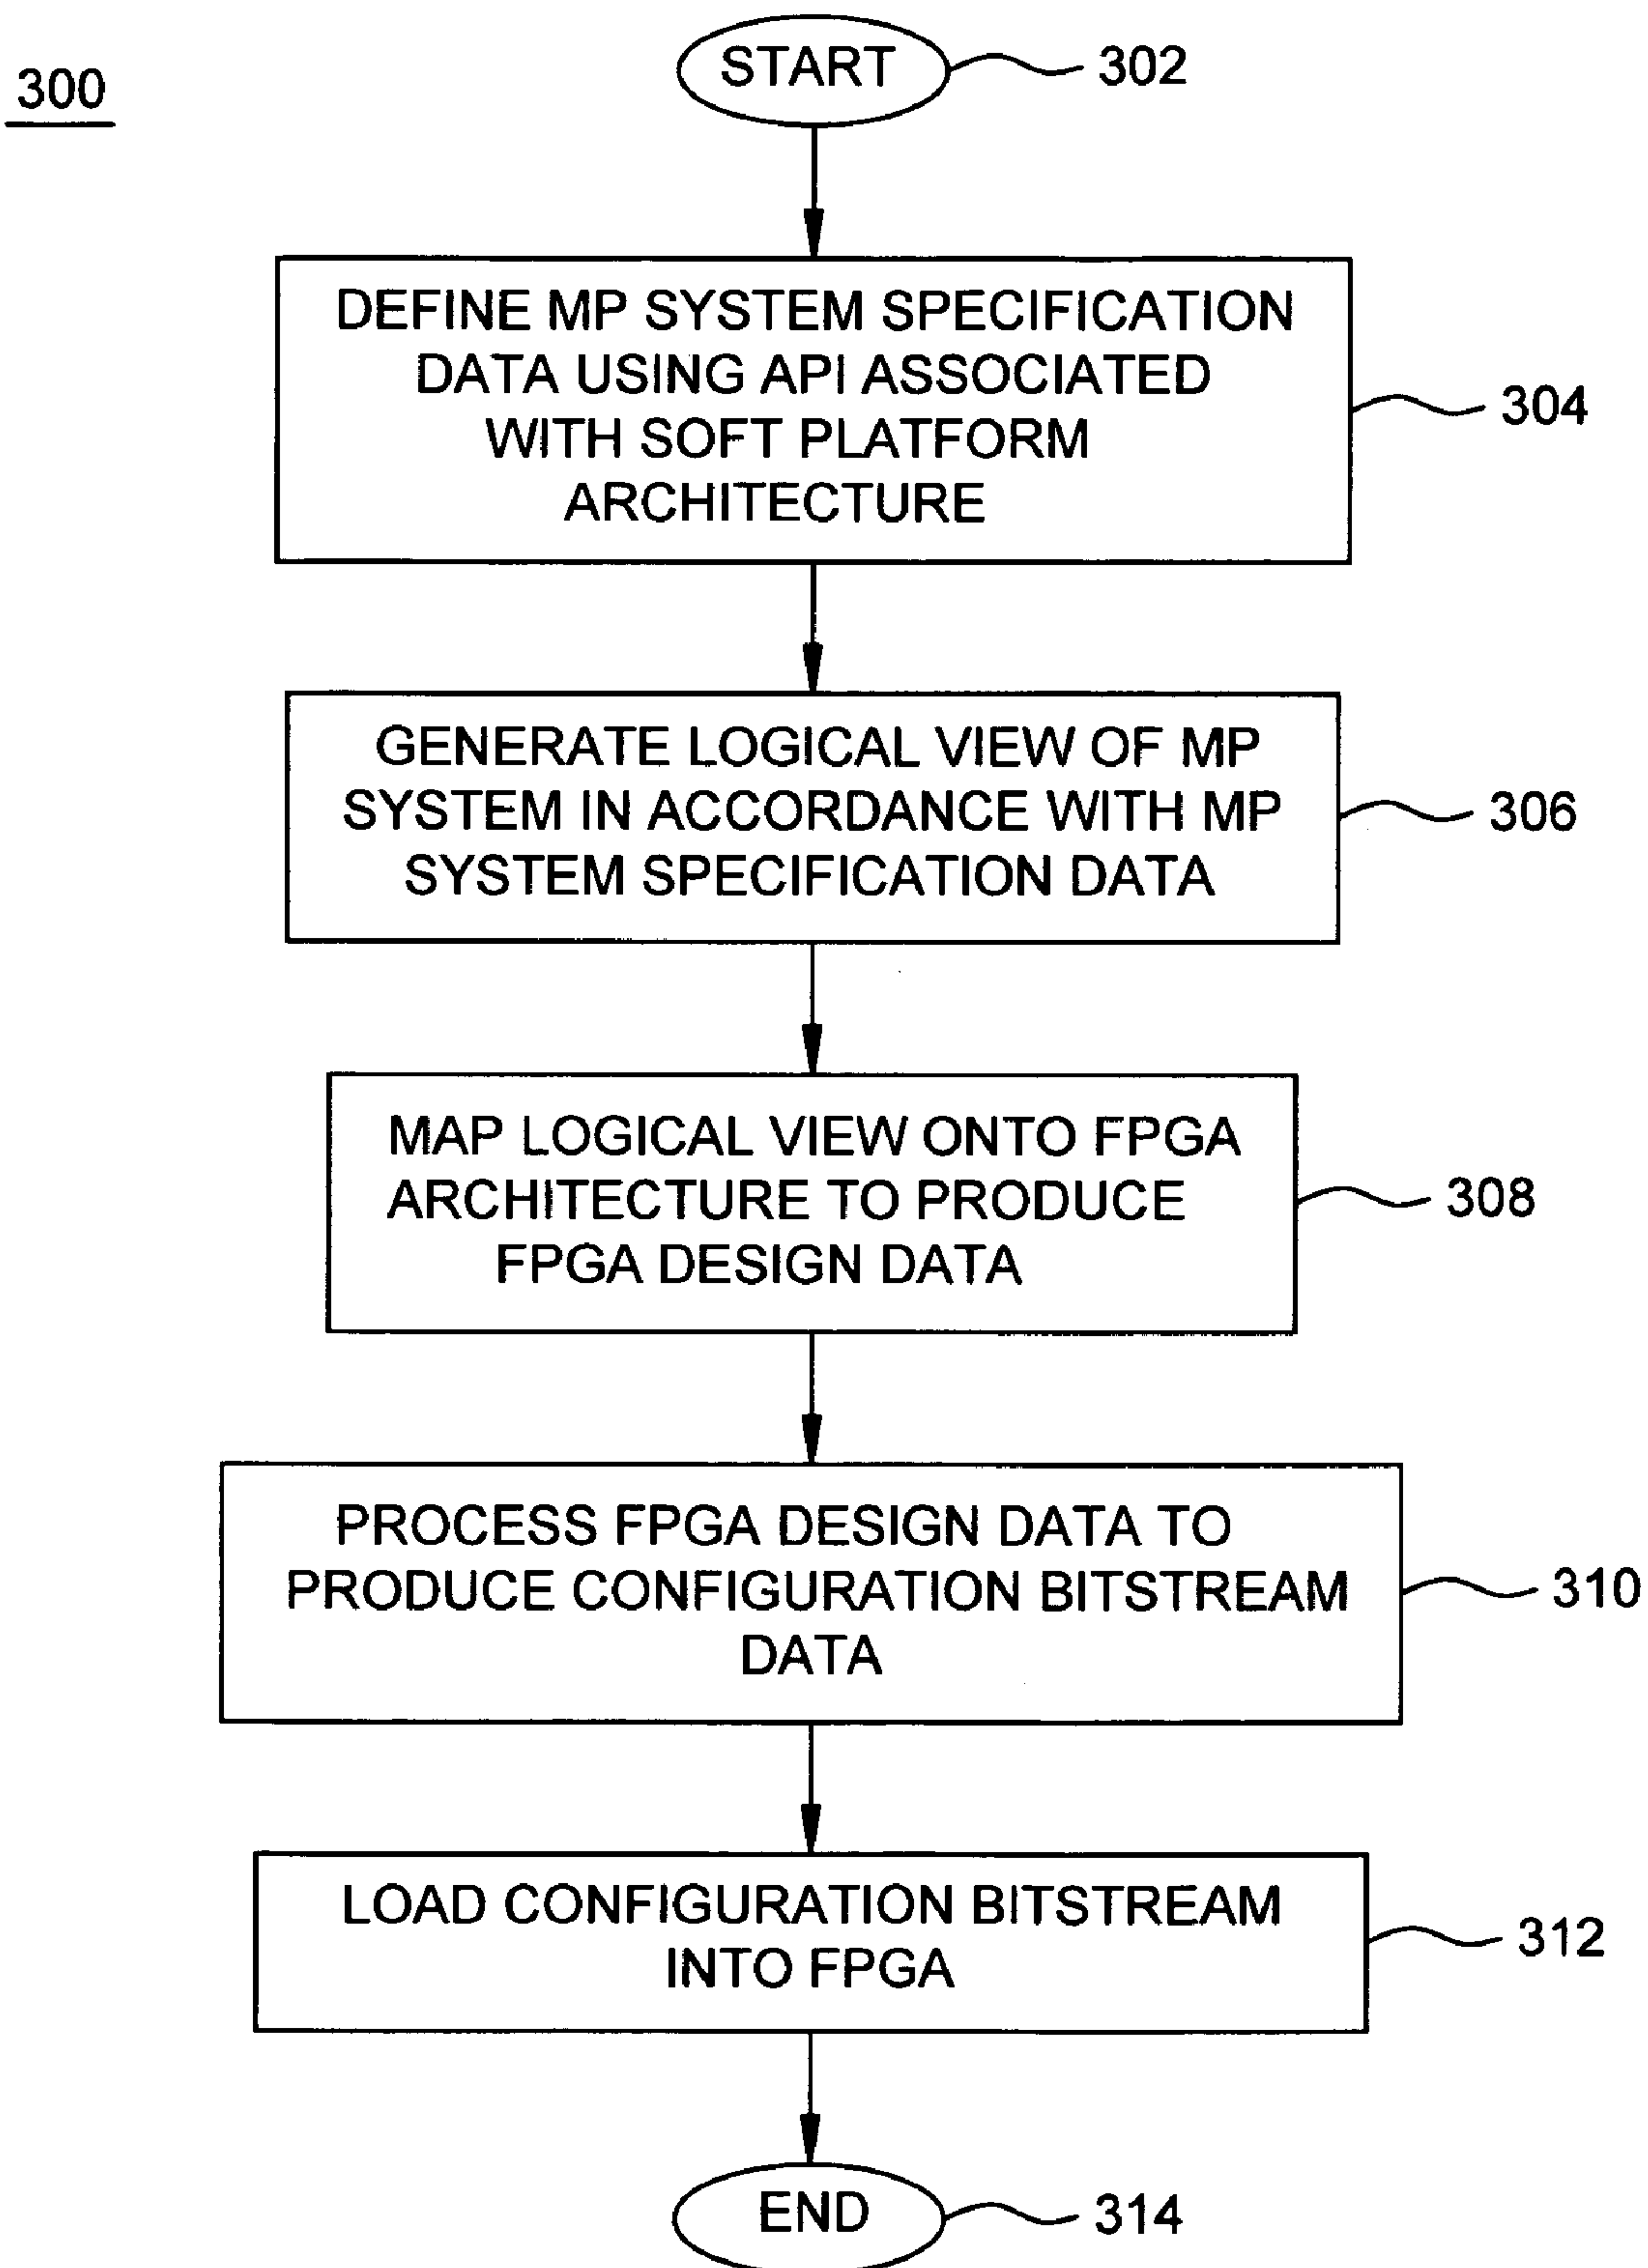 300
START
302
DEFINE MP SYSTEM SPECIFICATION
DATA USING API ASSOCIATED
WITH SOFT PLATFORM
ARCHITECTURE
304
GENERATE LOGICAL VIEW OF MP
SYSTEM IN ACCORDANCE WITH MP
SYSTEM SPECIFICATION DATA
306
MAP LOGICAL VIEW ONTO FPGA
ARCHITECTURE TO PRODUCE
FPGA DESIGN DATA
308
PROCESS FPGA DESIGN DATA TO
PRODUCE CONFIGURATION BITSTREAM
DATA
310
LOAD CONFIGURATION BITSTREAM
INTO FPGA
312
END
314